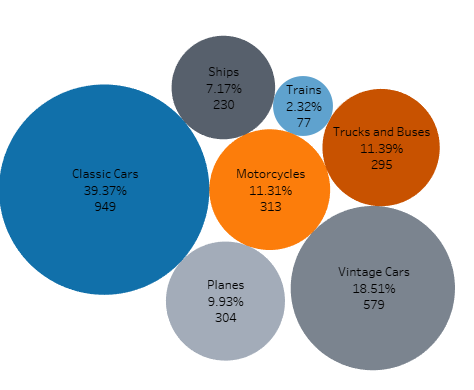 Ships
7.17%
230
Trains
2.32%
77
Trucks and Buses
11.39%
295
Classic Cars
39.37%
949
Motorcycles
11.31%
313
Planes
9.93%
304
Vintage Cars
18.51%
579